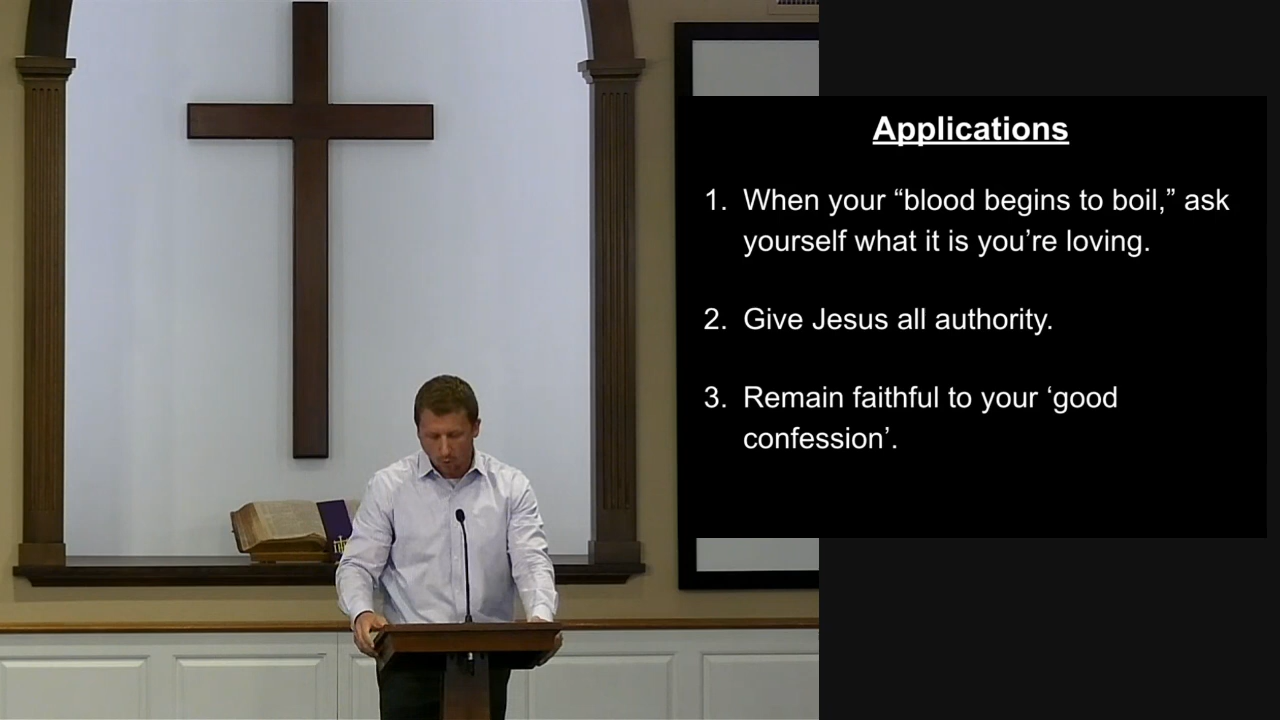 Applications
1. When your “blood begins to boil,” ask
yourself what it is you’re loving.
2. Give Jesus all authority.
3. Remain faithful to your ‘good
confession’.